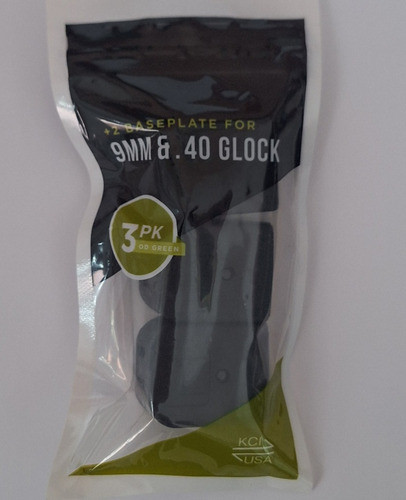 +2 BASEPLATE FOR
9MM & .40 GLOCK
3PK
OD GREEN
KCI
USA